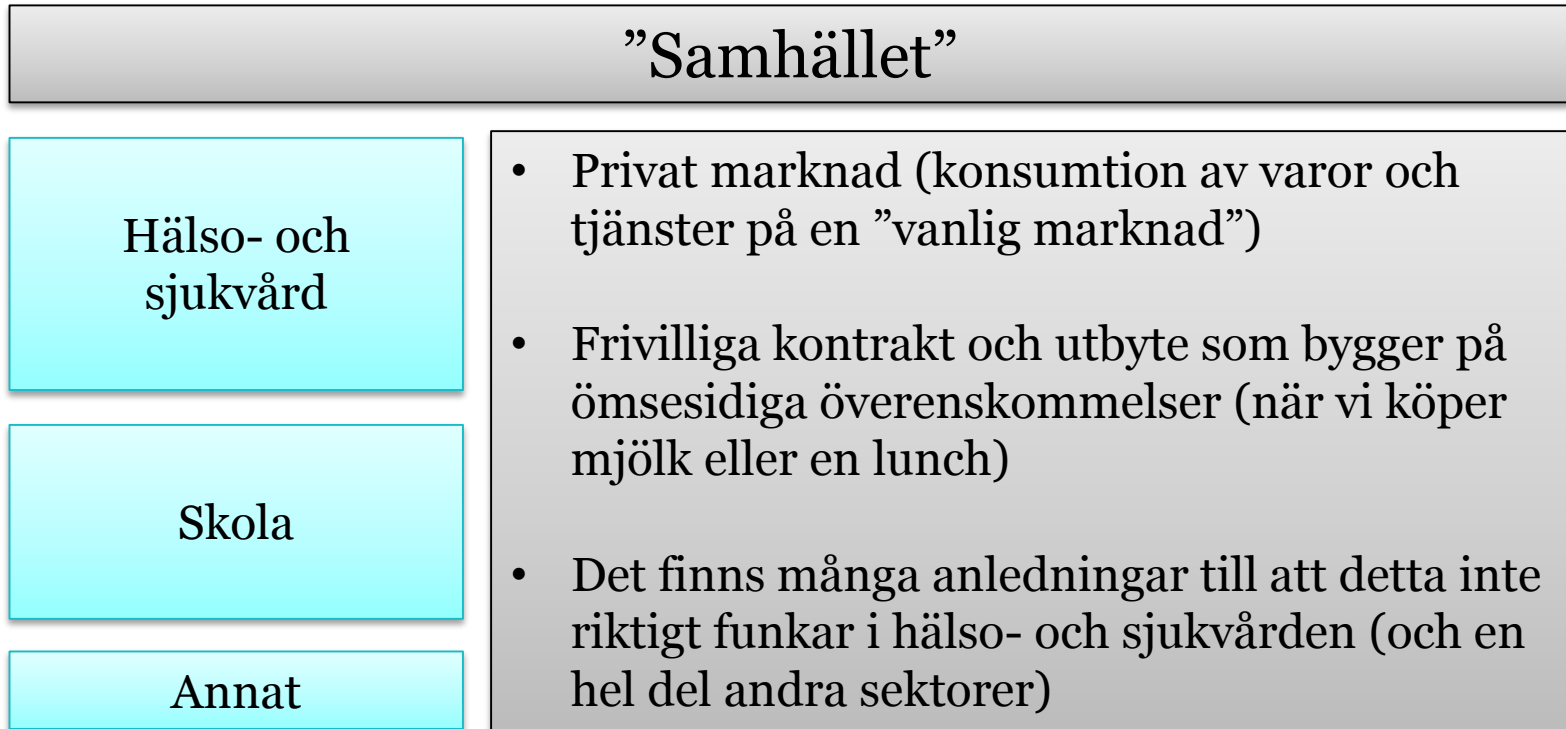 ”Samhället”
Hälso- och
sjukvård
Skola
Annat
• Privat marknad (konsumtion av varor och
tjänster på en ”vanlig marknad”)
• Frivilliga kontrakt och utbyte som bygger på
ömsesidiga överenskommelser (när vi köper
mjölk eller en lunch)
• Det finns många anledningar till att detta inte
riktigt funkar i hälso- och sjukvården (och en
hel del andra sektorer)